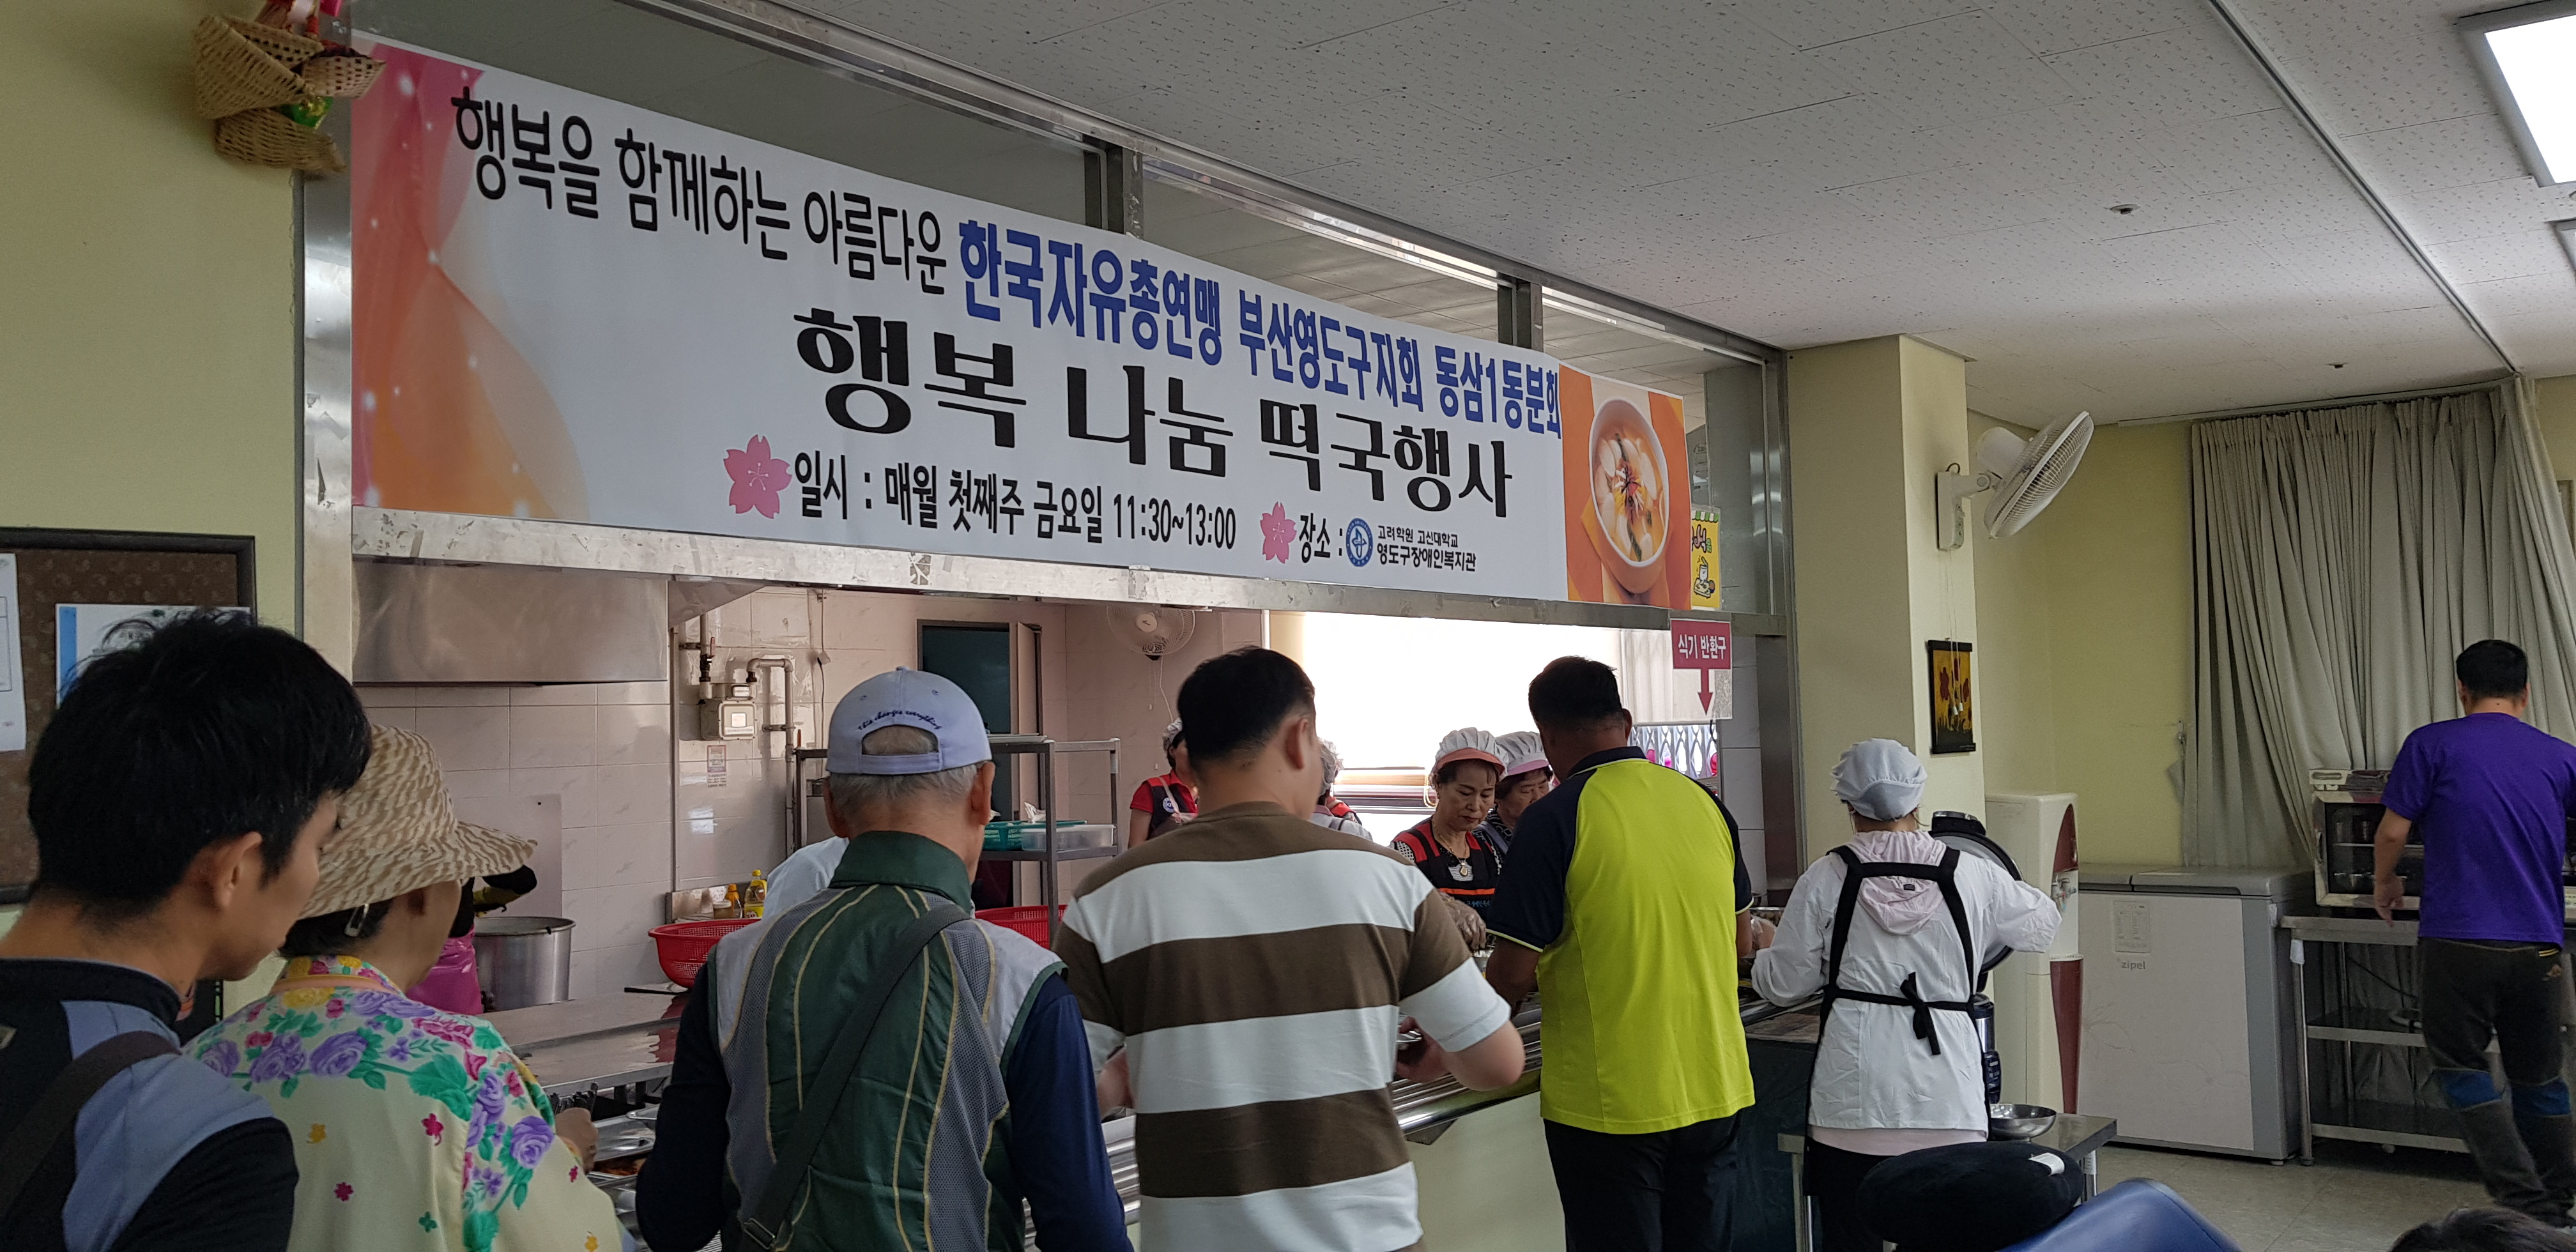 행복을 함께하는 아름다운 한국자유총연맹 부산영도구지회 동삼1동분회
행복 나눔 떡국행사
일시 : 매월 첫째주 금요일 11:30~13:00 장소 :
고려학원 고신대학교
영도구장애인복지관
식기 반환구
zipel